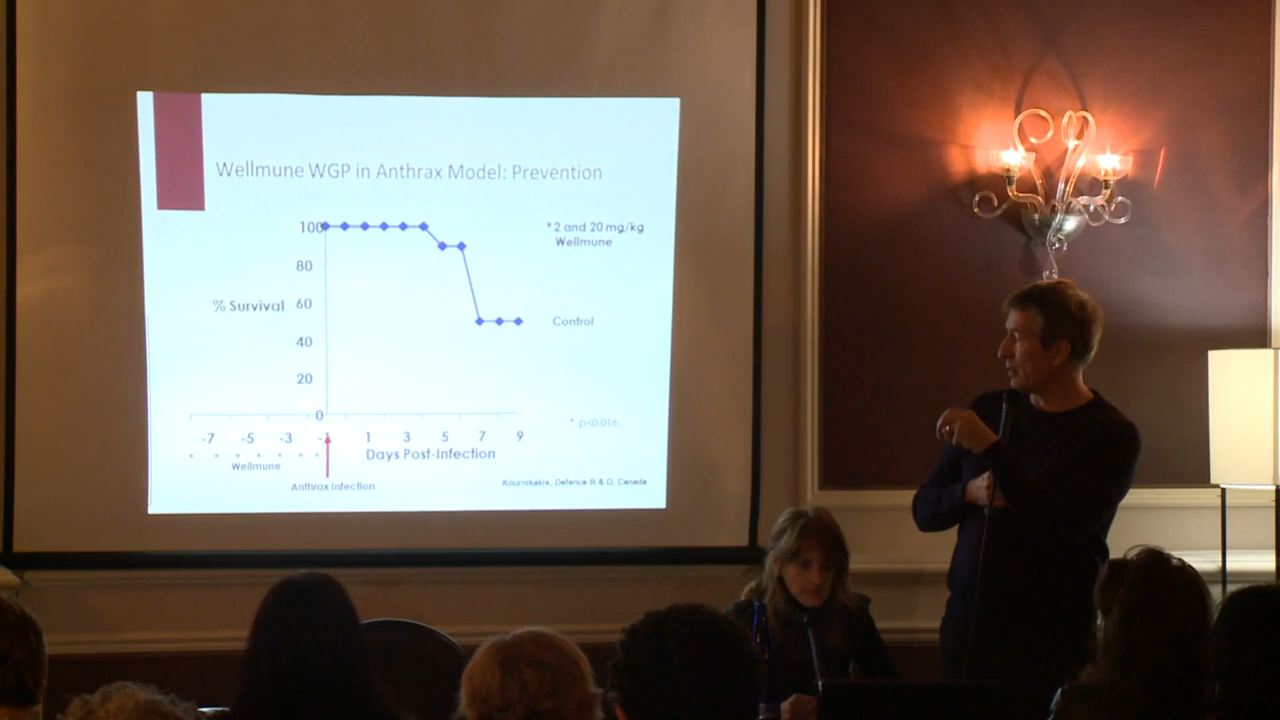 Wellmune WGP in Anthrax Model: Prevention
100
80
60
40
20
0
% Survival
* 2 and 20 mg/kg
Wellmune
Control
* p<0.016
-7 -5 -3 -1 1 3 5 7 9
Wellmune
Days Post-Infection
Anthrax Infection
Kournikakis, Defence R & D, Canada